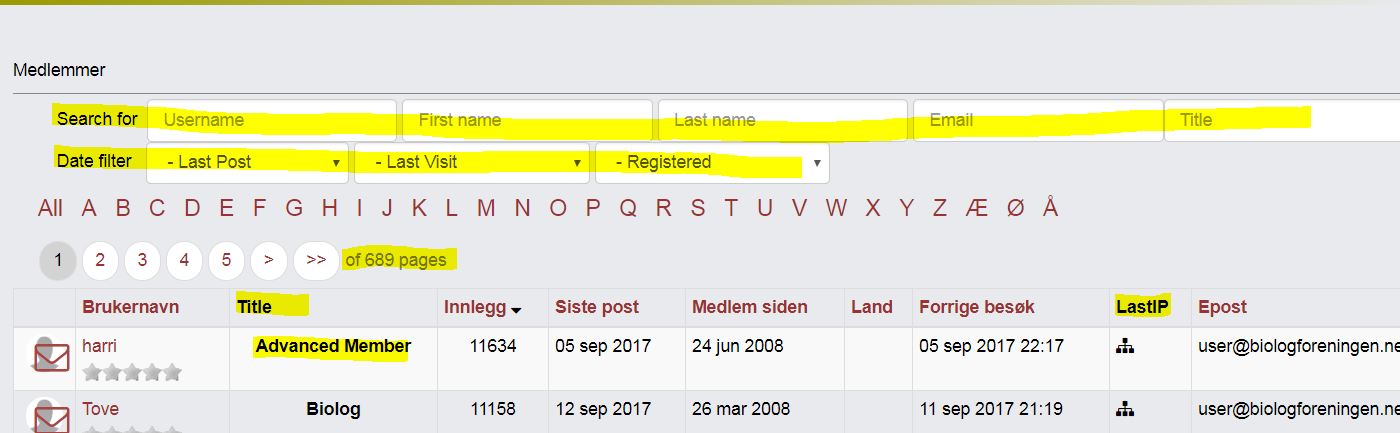 Medlemmer
Search for Username First name Last name Email Title
Date filter - Last Post - Last Visit - Registered
All A B C D E F G H I J K L M N O P Q R S T U V W X Y Z Æ Ø Å
1 2 3 4 5 > >> of 689 pages
Brukernavn Title Innlegg Siste post Medlem siden Land Forrige besøk LastIP Epost
harri Advanced Member 11634 05 sep 2017 24 jun 2008 05 sep 2017 22:17 user@biologforeningen.ne
Tove Biolog 11158 12 sep 2017 26 mar 2008 11 sep 2017 21:19 user@biologforeningen.ne